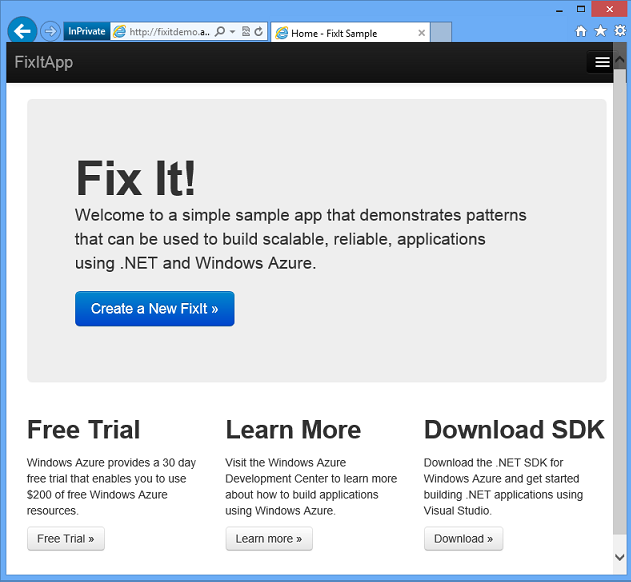 InPrivate
http://fixitdemo.a...
Home - FixIt Sample
FixItApp
Fix It!
Welcome to a simple sample app that demonstrates patterns
that can be used to build scalable, reliable, applications
using .NET and Windows Azure.
Create a New FixIt »
Free Trial
Windows Azure provides a 30 day
free trial that enables you to use
$200 of free Windows Azure
resources.
Free Trial »
Learn More
Visit the Windows Azure
Development Center to learn more
about how to build applications
using Windows Azure.
Learn more »
Download SDK
Download the .NET SDK for
Windows Azure and get started
building .NET applications using
Visual Studio.
Download »